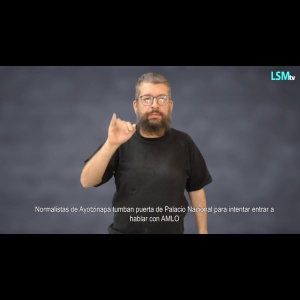 LSMtv
Normalistas de Ayotzinapa tumban puerta de Palacio Nacional para intentar entrar a
hablar con AMLO